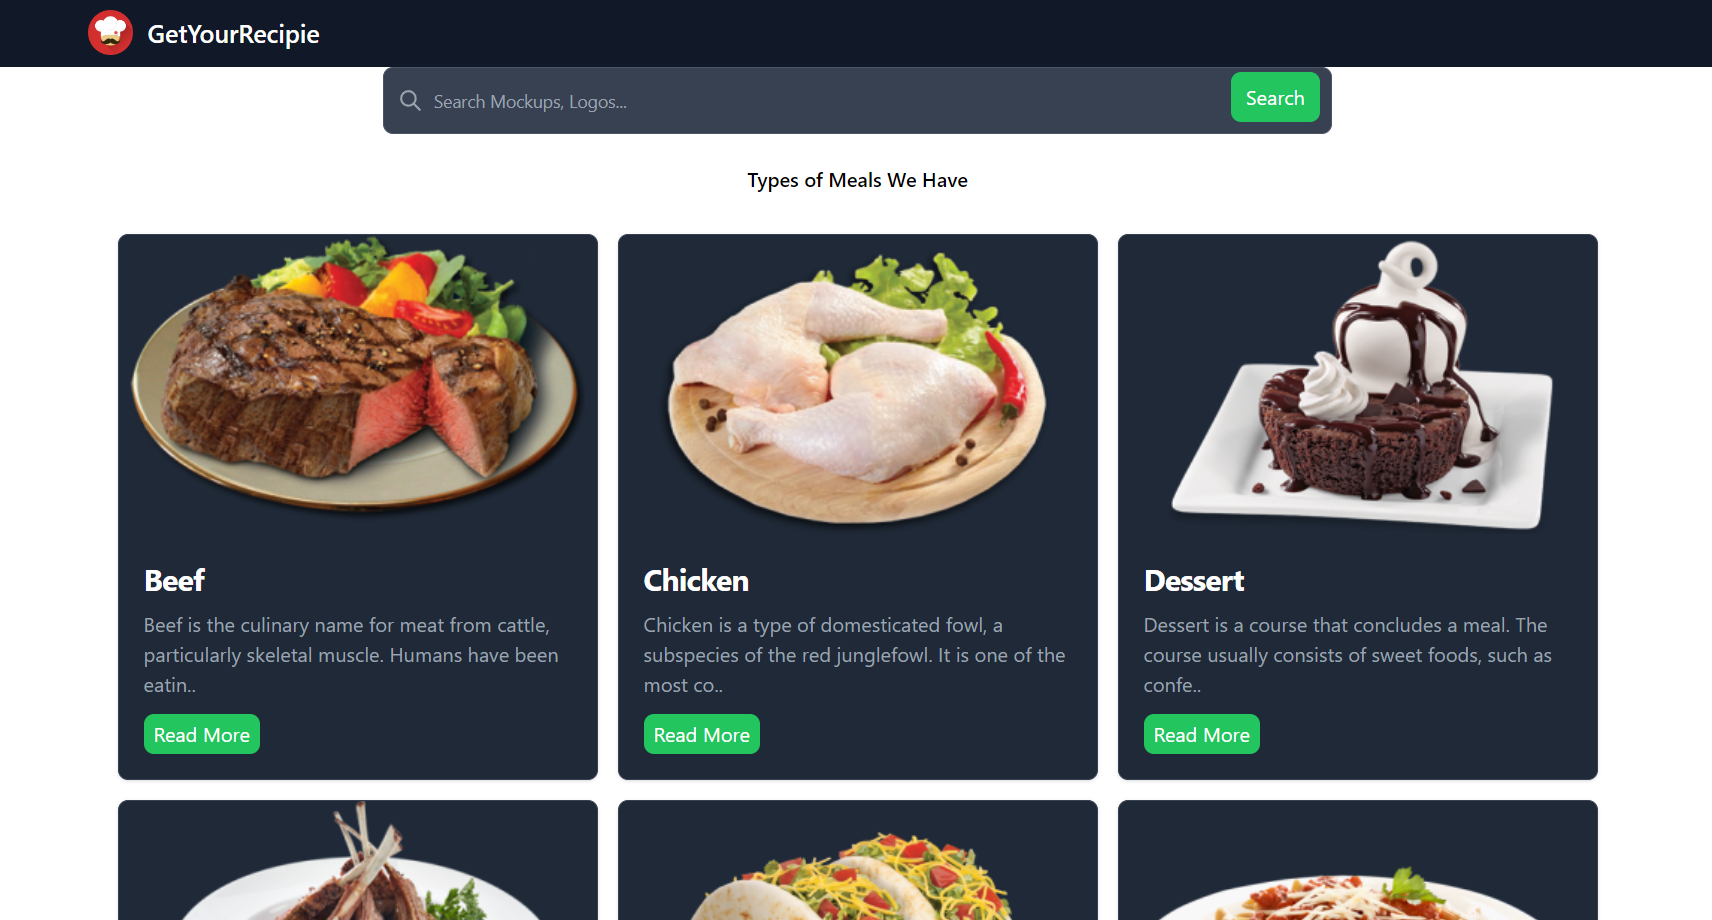 GetYourRecipie
Search Mockups, Logos...
Search
Types of Meals We Have
Beef
Beef is the culinary name for meat from cattle,
particularly skeletal muscle. Humans have been
eatin..
Read More
Chicken
Chicken is a type of domesticated fowl, a
subspecies of the red junglefowl. It is one of the
most co..
Read More
Dessert
Dessert is a course that concludes a meal. The
course usually consists of sweet foods, such as
confe..
Read More